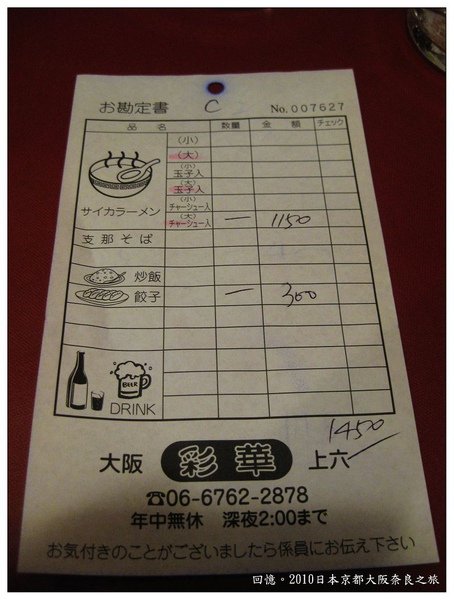 お勘定書 C No.007627
品名 数量 金額 チェック
サイカラーメン
(小)
(大)
(小)玉子入
(大)玉子入
(小)チャーシュー入
(大)チャーシュー入 一 1150
支那そば
炒飯
餃子 一 300
BEER
DRINK
1450
大阪 彩華 上六
☎06-6762-2878
年中無休 深夜2:00まで
お気付きのことがございましたら係員にお伝え下さい
回憶。2010日本京都大阪奈良之旅